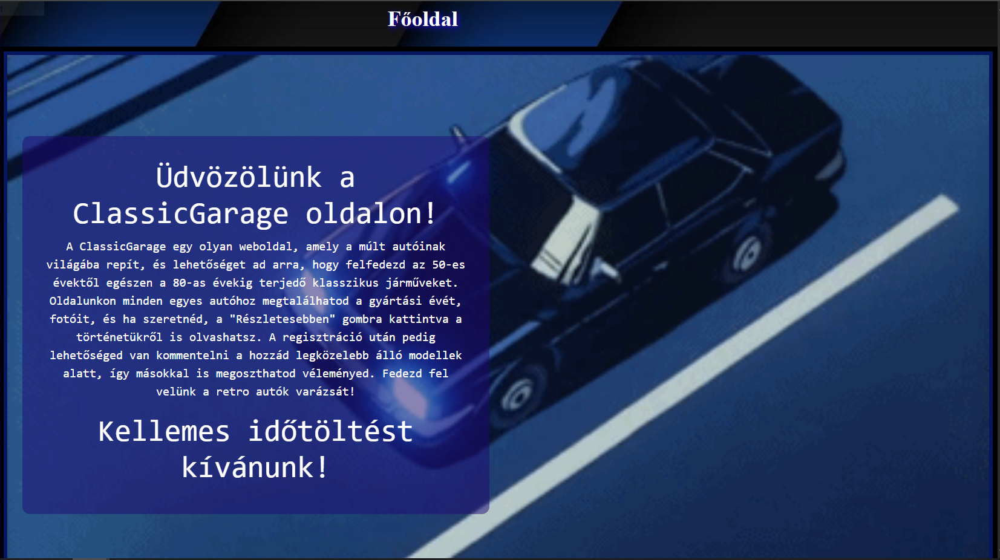 Főoldal
Üdvözölünk a
ClassicGarage oldalon!
A ClassicGarage egy olyan weboldal, amely a múlt autóinak
világába repít, és lehetőséget ad arra, hogy felfedezd az 50-es
évektől egészen a 80-as évekig terjedő klasszikus járműveket.
Oldalunkon minden egyes autóhoz megtalálhatod a gyártási évét,
fotóit, és ha szeretnéd, a "Részletesebben" gombra kattintva a
történetükről is olvashatsz. A regisztráció után pedig
lehetőséged van kommentelni a hozzád legközelebb álló modellek
alatt, így másokkal is megoszthatod véleményed. Fedezd fel
velünk a retro autók varázsát!
Kellemes időtöltést
kívánunk!